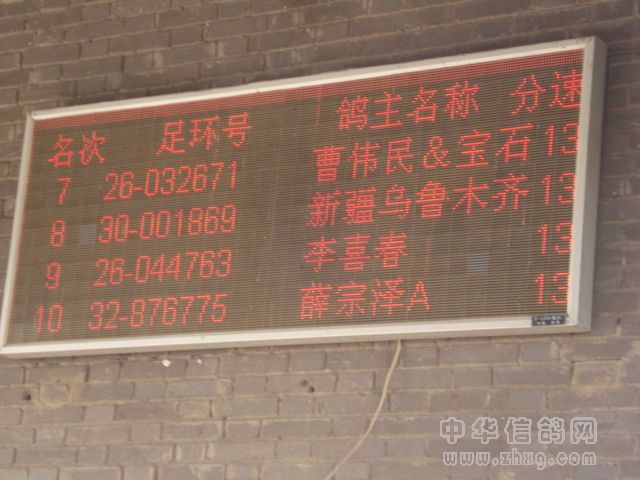 名次 足环号 鸽主名称 分速
7 26-032671 曹伟民&宝石 13
8 30-001869 新疆乌鲁木齐 13
9 26-044763 李喜春 13
10 32-876775 薛宗泽A 13
中华信鸽网
www.zhxg.com